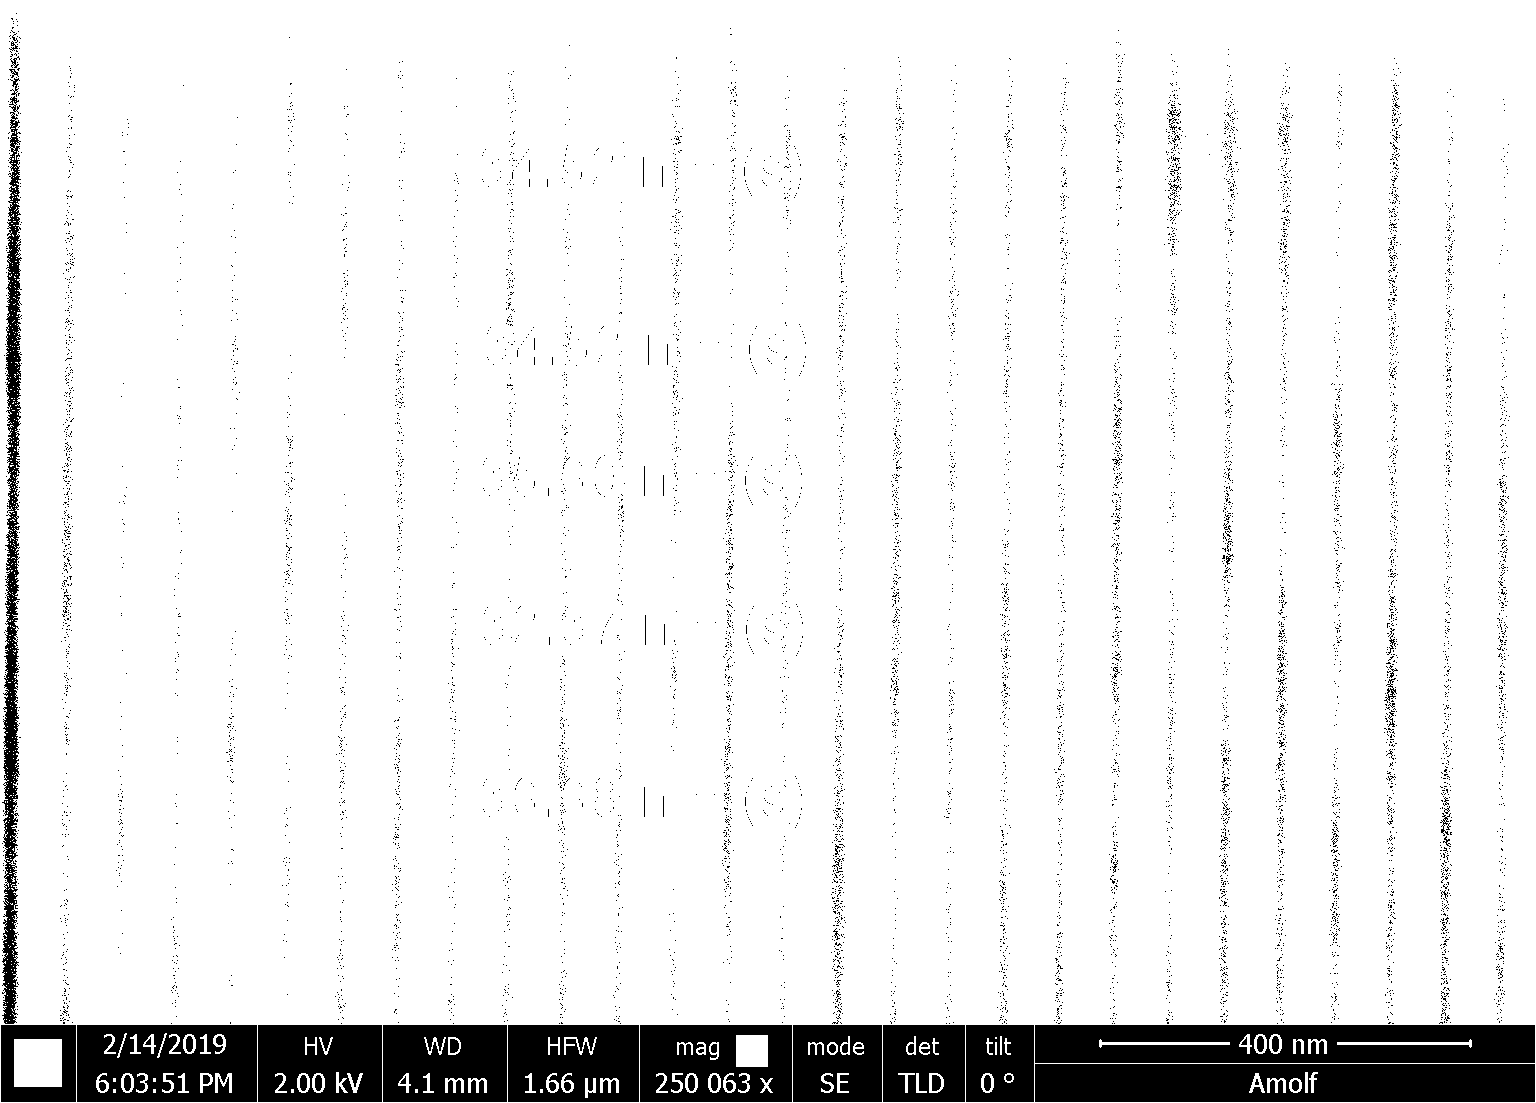 2/14/2019
6:03:51 PM
HV
2.00 kV
WD
4.1 mm
HFW
1.66 µm
mag
250 063 x
mode
SE
det
TLD
tilt
0 °
400 nm
Amolf